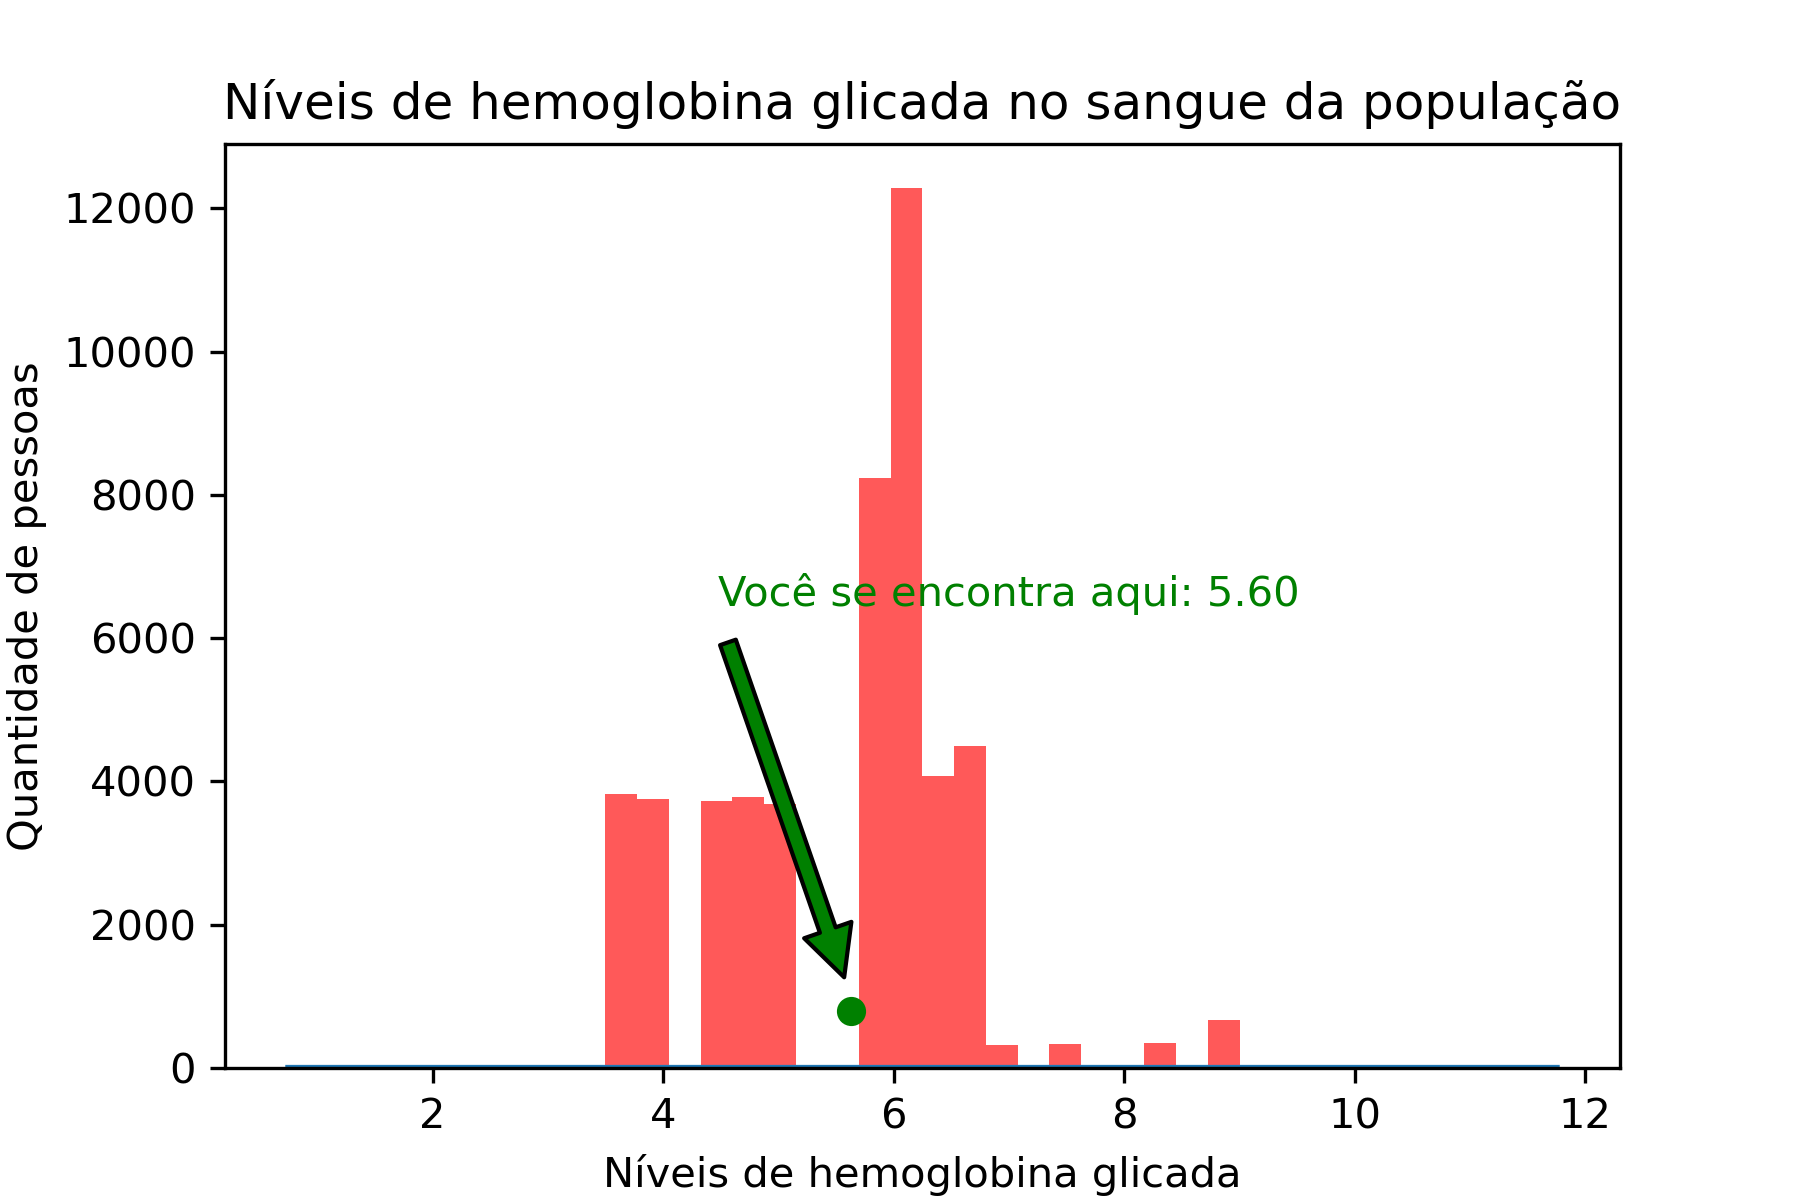 Níveis de hemoglobina glicada no sangue da população
12000
10000
8000
6000
4000
2000
0
Quantidade de pessoas
Você se encontra aqui: 5.60
2 4 6 8 10 12
Níveis de hemoglobina glicada